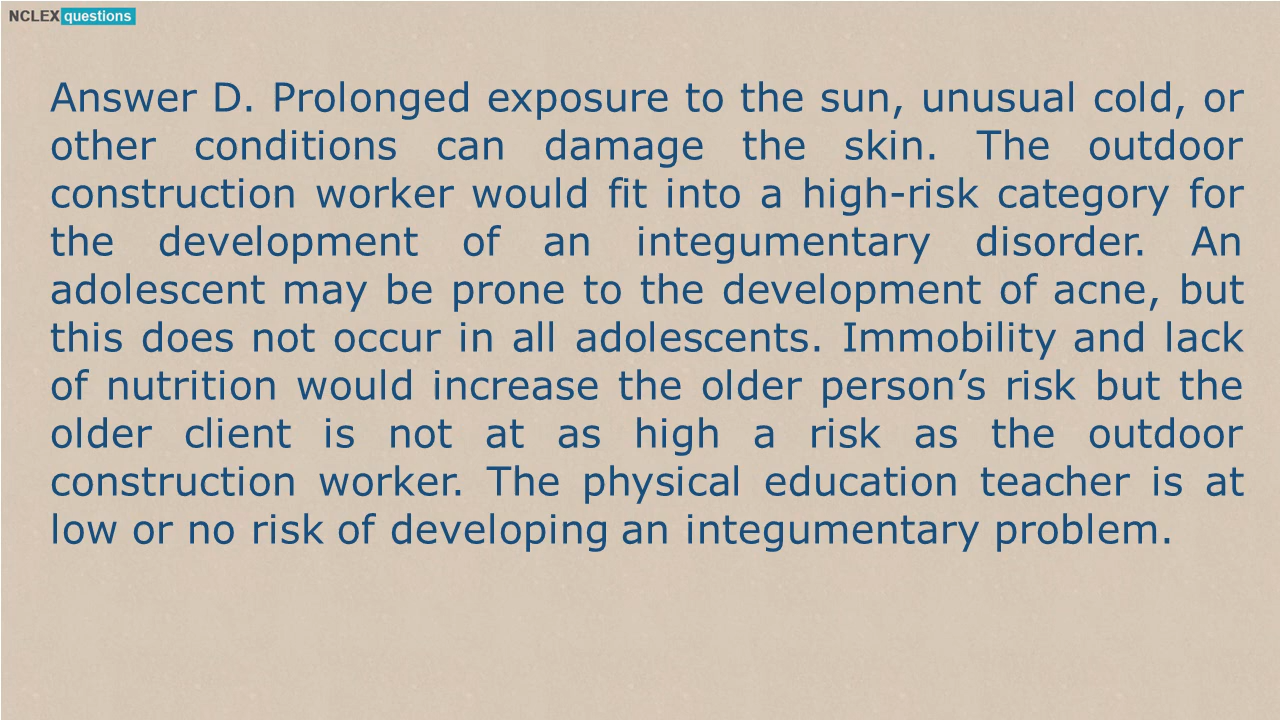 NCLEX questions
Answer D. Prolonged exposure to the sun, unusual cold, or
other conditions can damage the skin. The outdoor
construction worker would fit into a high-risk category for
the development of an integumentary disorder. An
adolescent may be prone to the development of acne, but
this does not occur in all adolescents. Immobility and lack
of nutrition would increase the older person’s risk but the
older client is not at as high a risk as the outdoor
construction worker. The physical education teacher is at
low or no risk of developing an integumentary problem.